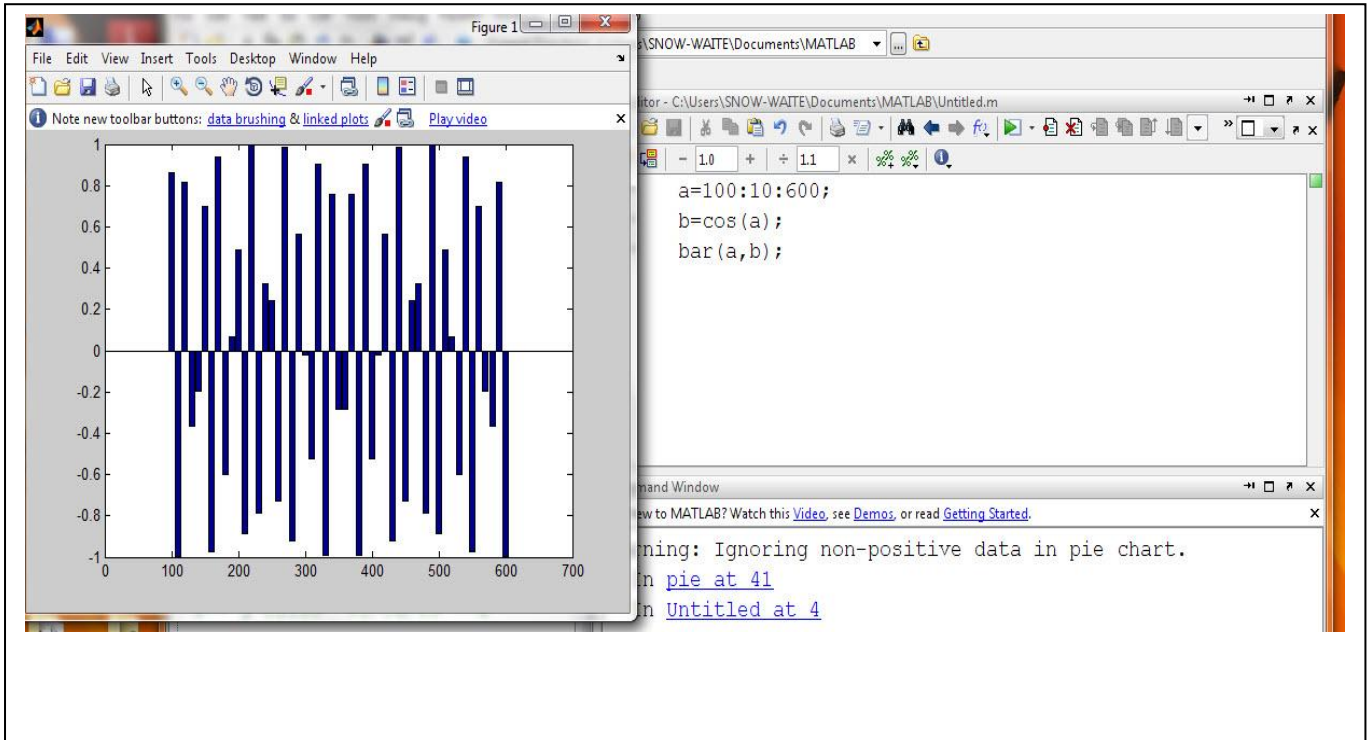 Figure 1
File Edit View Insert Tools Desktop Window Help
Note new toolbar buttons: data brushing & linked plots Play video
1
0.8
0.6
0.4
0.2
0
-0.2
-0.4
-0.6
-0.8
-1
0 100 200 300 400 500 600 700
s\SNOW-WAITE\Documents\MATLAB
itor - C:\Users\SNOW-WAITE\Documents\MATLAB\Untitled.m
- 1.0 + ÷ 1.1 ×
a=100:10:600;
b=cos(a);
bar(a,b);
mand Window
ew to MATLAB? Watch this Video, see Demos, or read Getting Started.
rning: Ignoring non-positive data in pie chart.
In pie at 41
In Untitled at 4